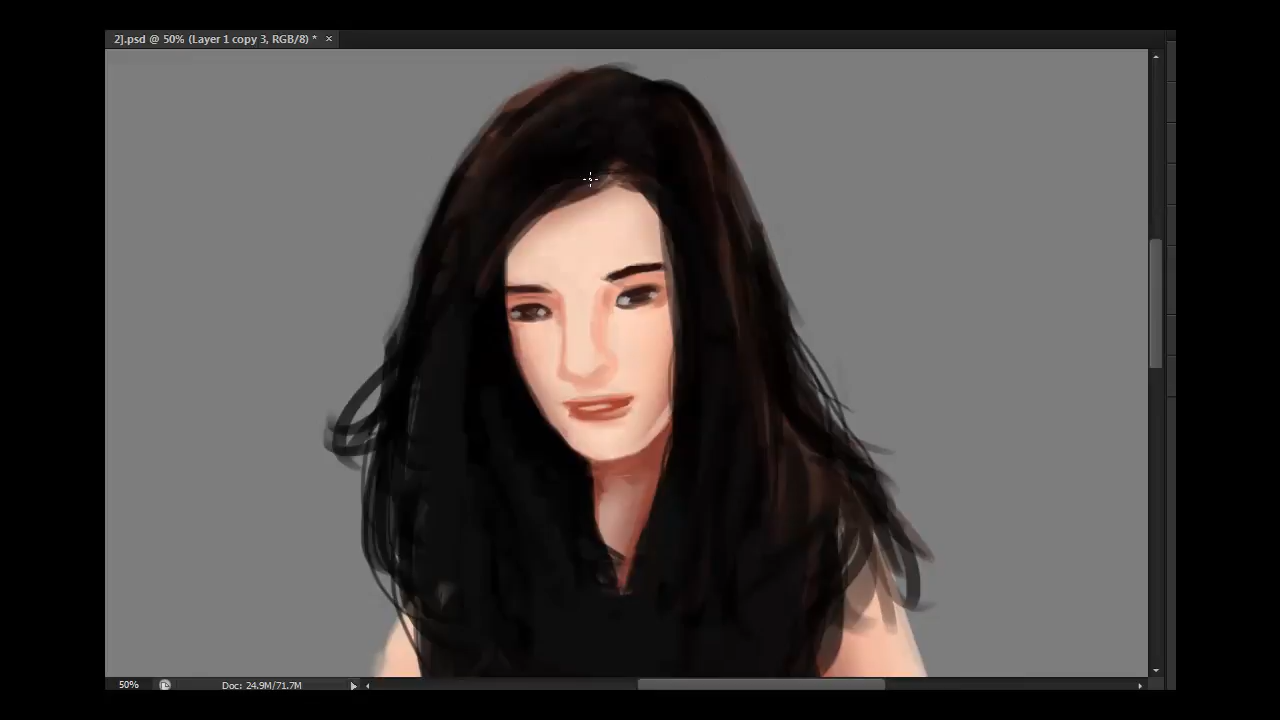 2].psd @ 50% (Layer 1 copy 3, RGB/8) * ×
50% Doc: 24.9M/71.7M